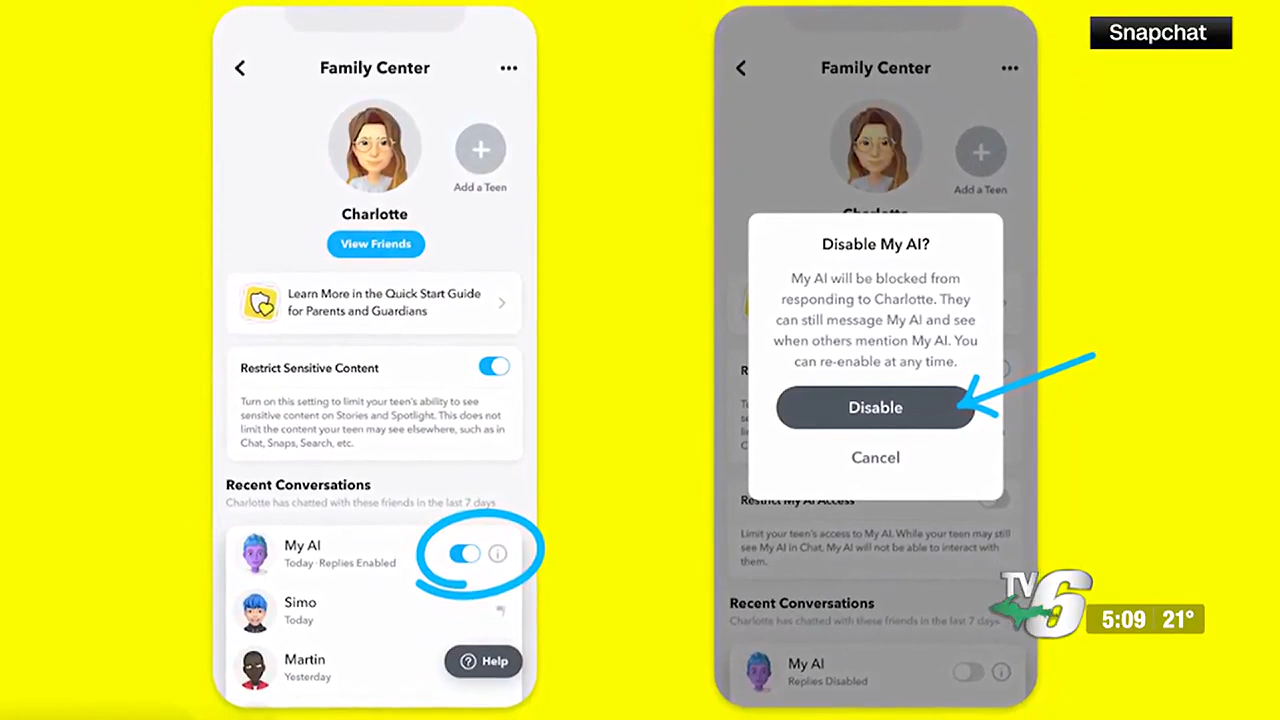 Snapchat
Family Center
Add a Teen
Charlotte
View Friends
Learn More in the Quick Start Guide
for Parents and Guardians
Restrict Sensitive Content
Turn on this setting to limit your teen's ability to see
sensitive content on Stories and Spotlight. This does not
limit the content your teen may see elsewhere, such as in
Chat, Snaps, Search, etc.
Recent Conversations
Charlotte has chatted with these friends in the last 7 days
My AI
Today · Replies Enabled
Simo
Today
Martin
Yesterday
Help
Family Center
Add a Teen
Charlotte
Disable My AI?
My AI will be blocked from
responding to Charlotte. They
can still message My AI and see
when others mention My AI. You
can re-enable at any time.
Disable
Cancel
Restrict My AI Access
Limit your teen's access to My AI. While your teen may still
see My AI in Chat, My AI will not be able to interact with
them.
Recent Conversations
Charlotte has chatted with these friends in the last 7 days
My AI
Replies Disabled
TV6
5:09 21°